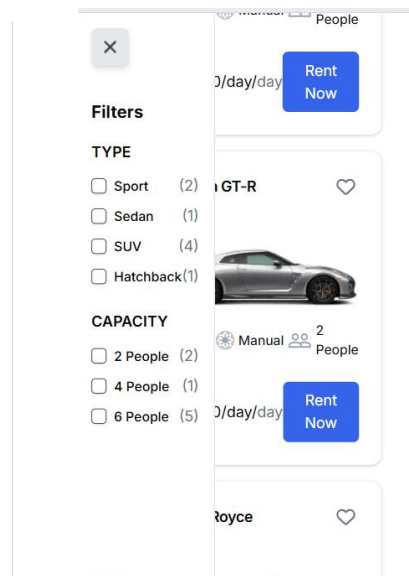 People
0/day/day
Rent
Now
Filters
TYPE
Sport (2)
Sedan (1)
SUV (4)
Hatchback(1)
CAPACITY
2 People (2)
4 People (1)
6 People (5)
GT-R
Manual
2
People
0/day/day
Rent
Now
Royce